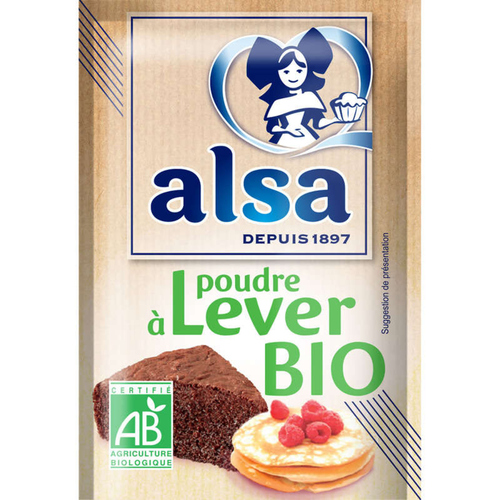 alsa
DEPUIS 1897
poudre
à Lever
BIO
Suggestion de présentation
CERTIFIÉ
AB
AGRICULTURE
BIOLOGIQUE